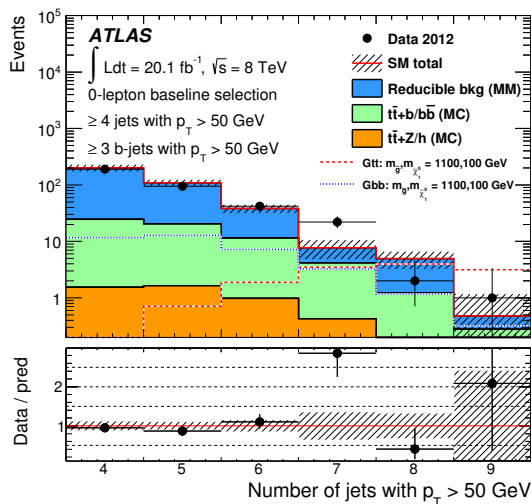 ATLAS
∫ Ldt = 20.1 fb⁻¹, √s = 8 TeV
0-lepton baseline selection
≥ 4 jets with p_T > 50 GeV
≥ 3 b-jets with p_T > 50 GeV
Data 2012
SM total
Reducible bkg (MM)
tt̄+b/bb̄ (MC)
tt̄+Z/h (MC)
Gtt: m_g̃,m_χ̃⁰₁ = 1100,100 GeV
Gbb: m_g̃,m_χ̃⁰₁ = 1100,100 GeV
Events
10⁵
10⁴
10³
10²
10
1
Data / pred
2
1
4 5 6 7 8 9
Number of jets with p_T > 50 GeV